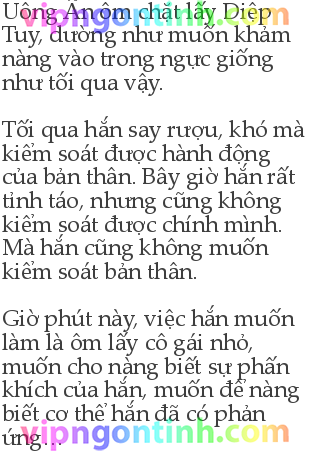 Uông Ấn ôm chặt lấy Diệp
Tuy, dường như muốn khảm
nàng vào trong ngực giống
như tối qua vậy.
Tối qua hắn say rượu, khó mà
kiểm soát được hành động
của bản thân. Bây giờ hắn rất
tỉnh táo, nhưng cũng không
kiểm soát được chính mình.
Mà hắn cũng không muốn
kiểm soát bản thân.
Giờ phút này, việc hắn muốn
làm là ôm lấy cô gái nhỏ,
muốn cho nàng biết sự phấn
khích của hắn, muốn để nàng
biết cơ thể hắn đã có phản
ứng...
vipngontinh.com
vipngontinh.com